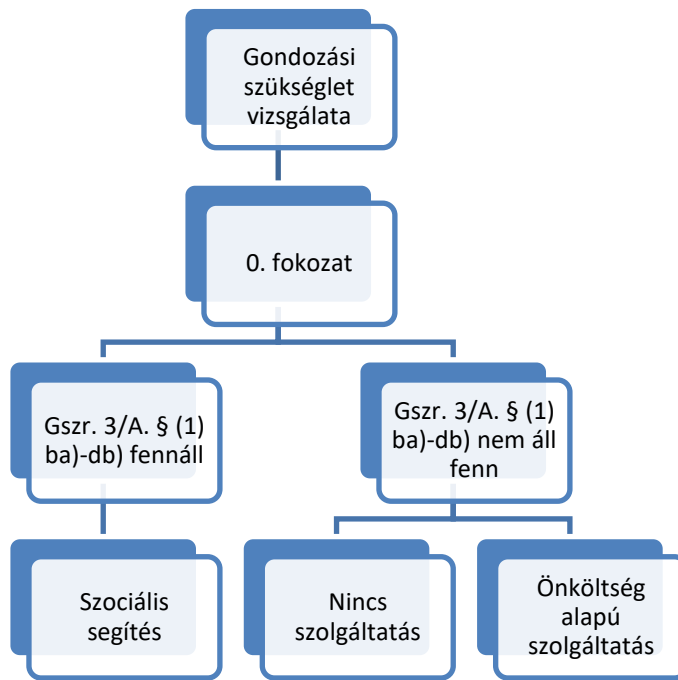 Gondozási
szükséglet
vizsgálata
0. fokozat
Gszr. 3/A. § (1)
ba)-db) fennáll
Gszr. 3/A. § (1)
ba)-db) nem áll
fenn
Szociális
segítés
Nincs
szolgáltatás
Önköltség
alapú
szolgáltatás